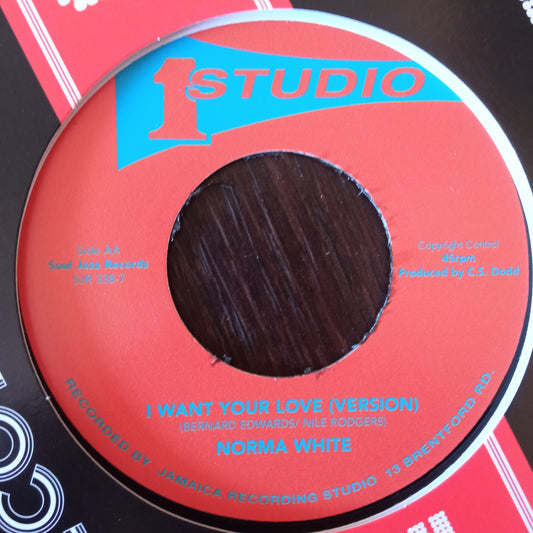 1 STUDIO
Side AA
Soul Jazz Records
SJR 338-7
Copyright Control
45rpm
Produced by C.S. Dodd
I WANT YOUR LOVE (VERSION)
(BERNARD EDWARDS/ NILE RODGERS)
NORMA WHITE
RECORDED BY JAMAICA RECORDING STUDIO 13 BRENTFORD RD.